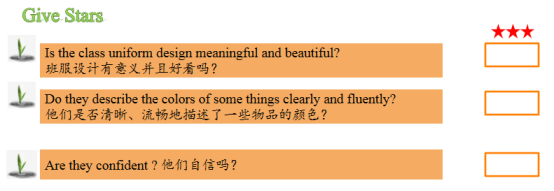 Give Stars
★★★
Is the class uniform design meaningful and beautiful?
班服设计有意义并且好看吗?
Do they describe the colors of some things clearly and fluently?
他们是否清晰、流畅地描述了一些物品的颜色?
Are they confident ? 他们自信吗?